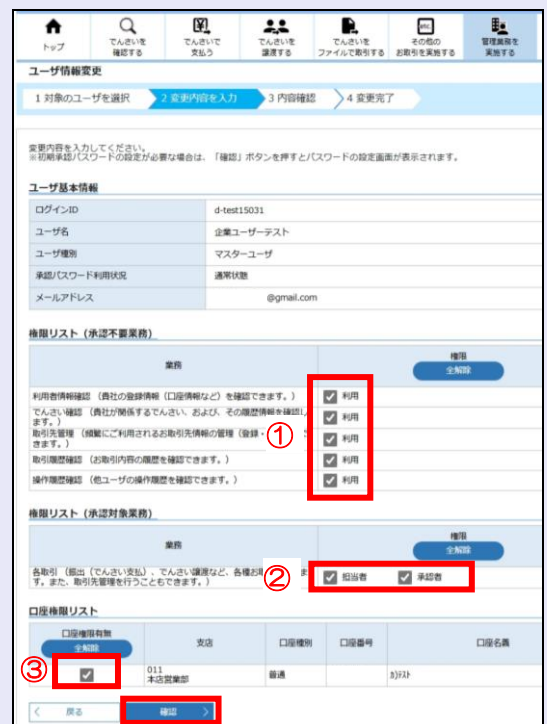 トップ
でんさいを
確認する
でんさいで
支払う
でんさいを
譲渡する
でんさいを
ファイルで取引する
etc.
その他の
お取引を実施する
管理業務を
実施する
ユーザ情報変更
1 対象のユーザを選択
2 変更内容を入力
3 内容確認
4 変更完了
変更内容を入力してください。
※初期承認パスワードの設定が必要な場合は、「確認」ボタンを押すとパスワードの設定画面が表示されます。
ユーザ基本情報
ログインID d-test15031
ユーザ名 企業ユーザーテスト
ユーザ種別 マスターユーザ
承認パスワード利用状況 通常状態
メールアドレス @gmail.com
権限リスト（承認不要業務）
業務 権限
全解除
利用者情報確認 （貴社の登録情報（口座情報など）を確認できます。） 利用
でんさい確認 （貴社が関係するでんさい、および、その履歴情報を確認し
ます。） 利用
取引先管理 （頻繁にご利用されるお取引先情報の管理（登録・
きます。） 利用
①
取引履歴確認 （お取引内容の履歴を確認できます。） 利用
操作履歴確認 （他ユーザの操作履歴を確認できます。） 利用
権限リスト（承認対象業務）
業務 権限
全解除
各取引 （振出（でんさい支払）、でんさい譲渡など、各種お取 ま
す。また、取引先管理を行うこともできます。）
② 担当者 承認者
口座権限リスト
口座権限有無 支店 口座種別 口座番号 口座名義
全解除
③ 011
本店営業部 普通 カ)テスト
戻る 確認